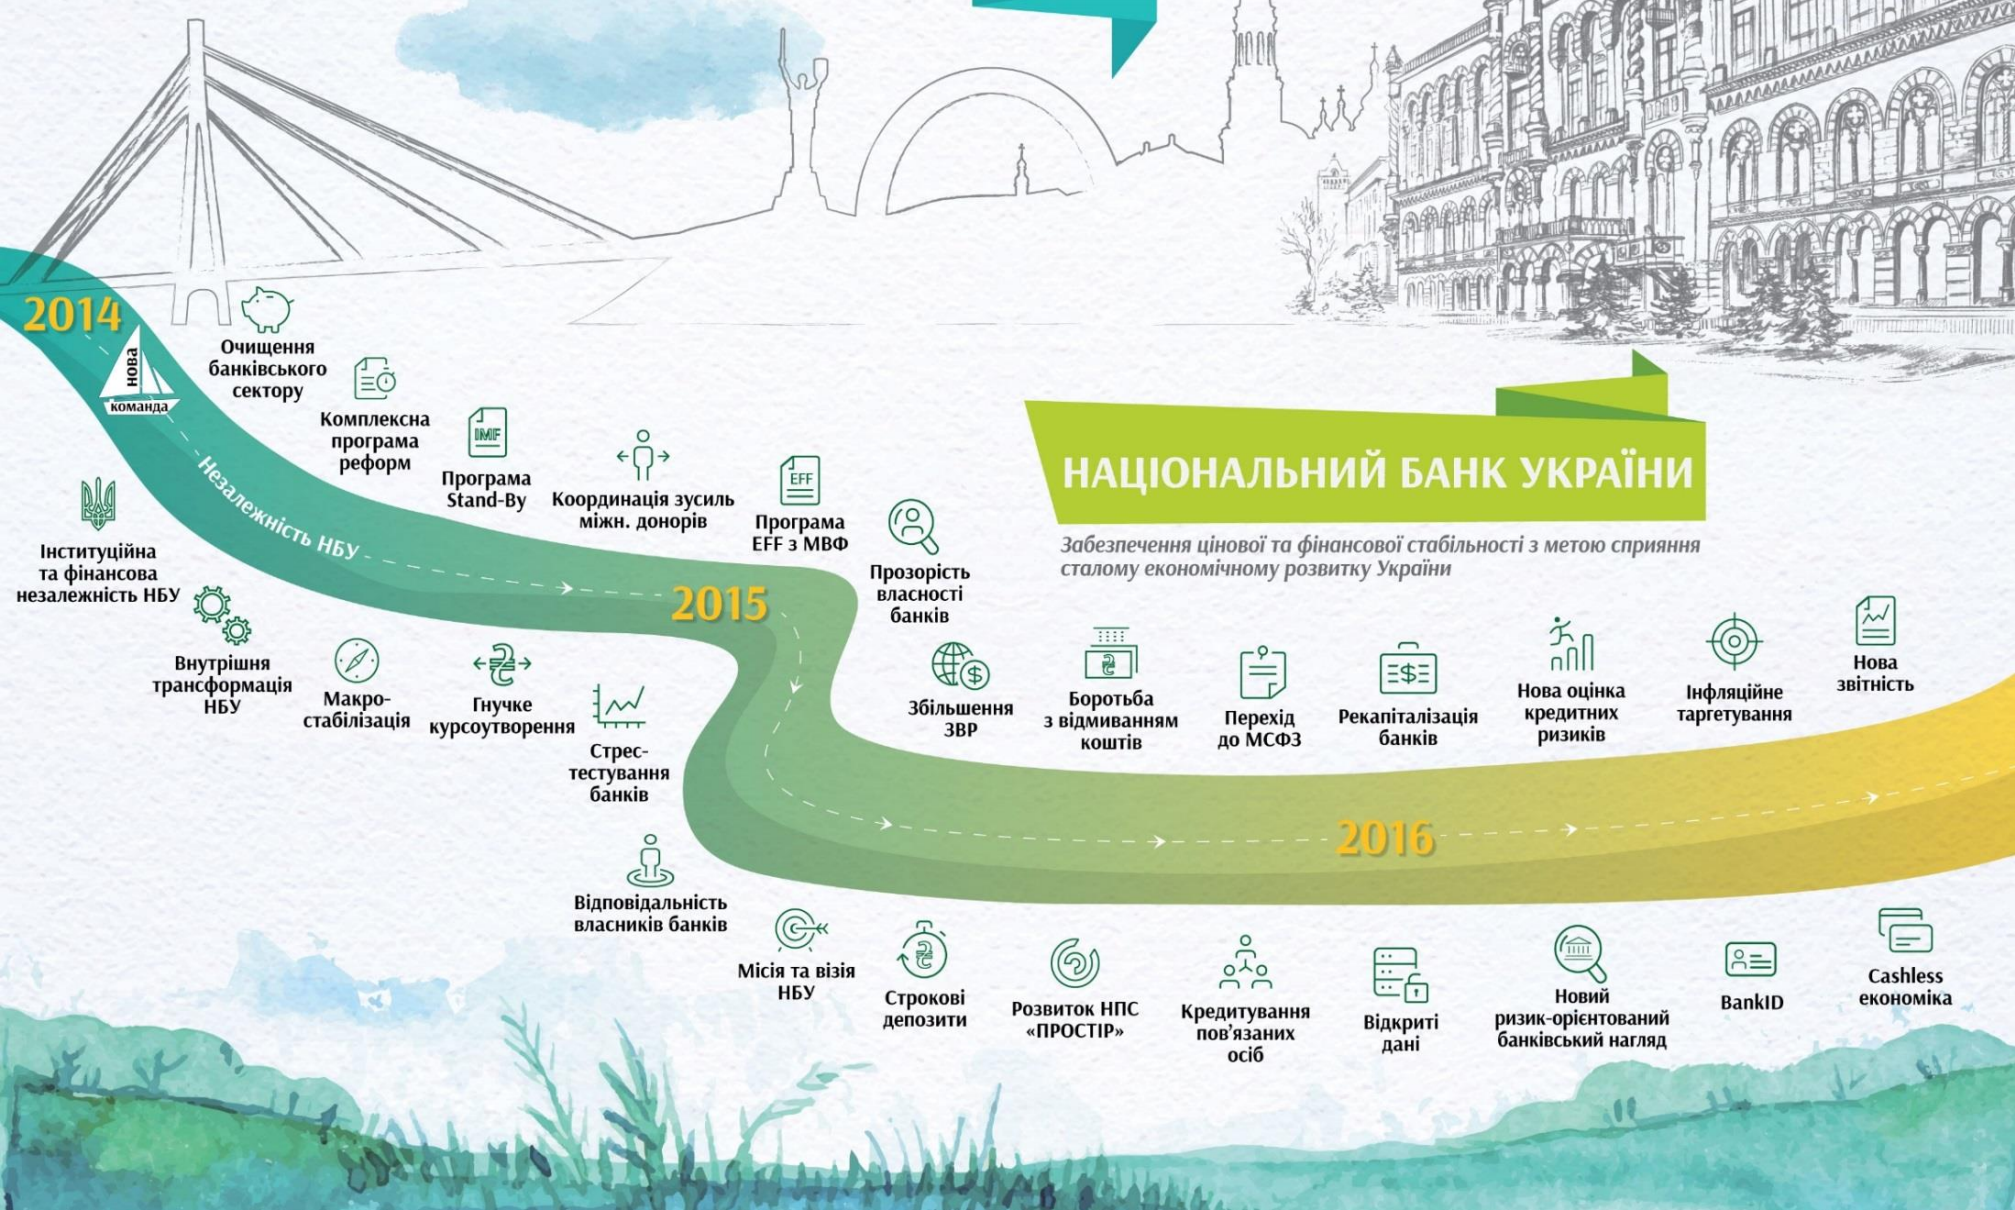 2014
нова
команда
Незалежність НБУ
Очищення
банківського
сектору
Комплексна
програма
реформ
IMF
Програма
Stand-By
Координація зусиль
міжн. донорів
EFF
Програма
EFF з МВФ
Прозорість
власності
банків
НАЦІОНАЛЬНИЙ БАНК УКРАЇНИ
Забезпечення цінової та фінансової стабільності з метою сприяння
сталому економічному розвитку України
Інституційна
та фінансова
незалежність НБУ
Внутрішня
трансформація
НБУ
Макро-
стабілізація
Гнучке
курсоутворення
Стрес-
тестування
банків
2015
Збільшення
ЗВР
Боротьба
з відмиванням
коштів
Перехід
до МСФЗ
Рекапіталізація
банків
Нова оцінка
кредитних
ризиків
Інфляційне
таргетування
Нова
звітність
2016
Відповідальність
власників банків
Місія та візія
НБУ
Строкові
депозити
Розвиток НПС
«ПРОСТІР»
Кредитування
пов’язаних
осіб
Відкриті
дані
Новий
ризик-орієнтований
банківський нагляд
BankID
Cashless
економіка